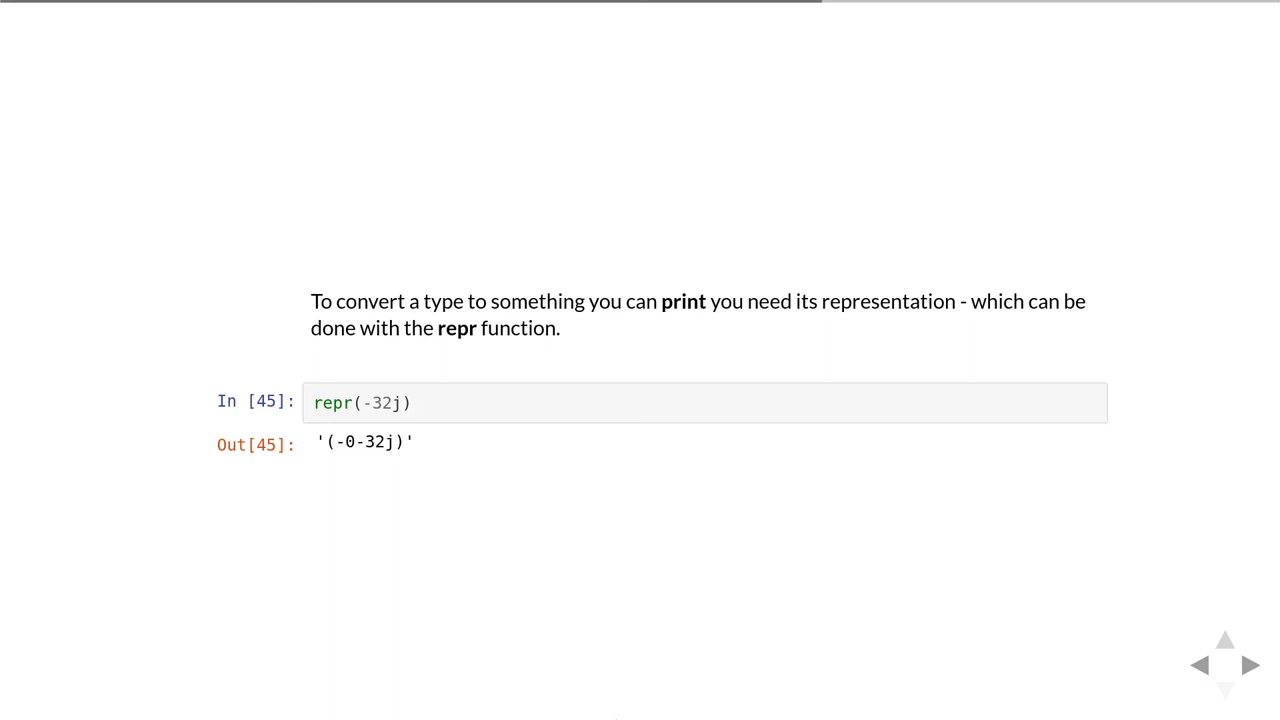 To convert a type to something you can print you need its representation - which can be
done with the repr function.
In [45]: repr(-32j)
Out[45]: '(-0-32j)'